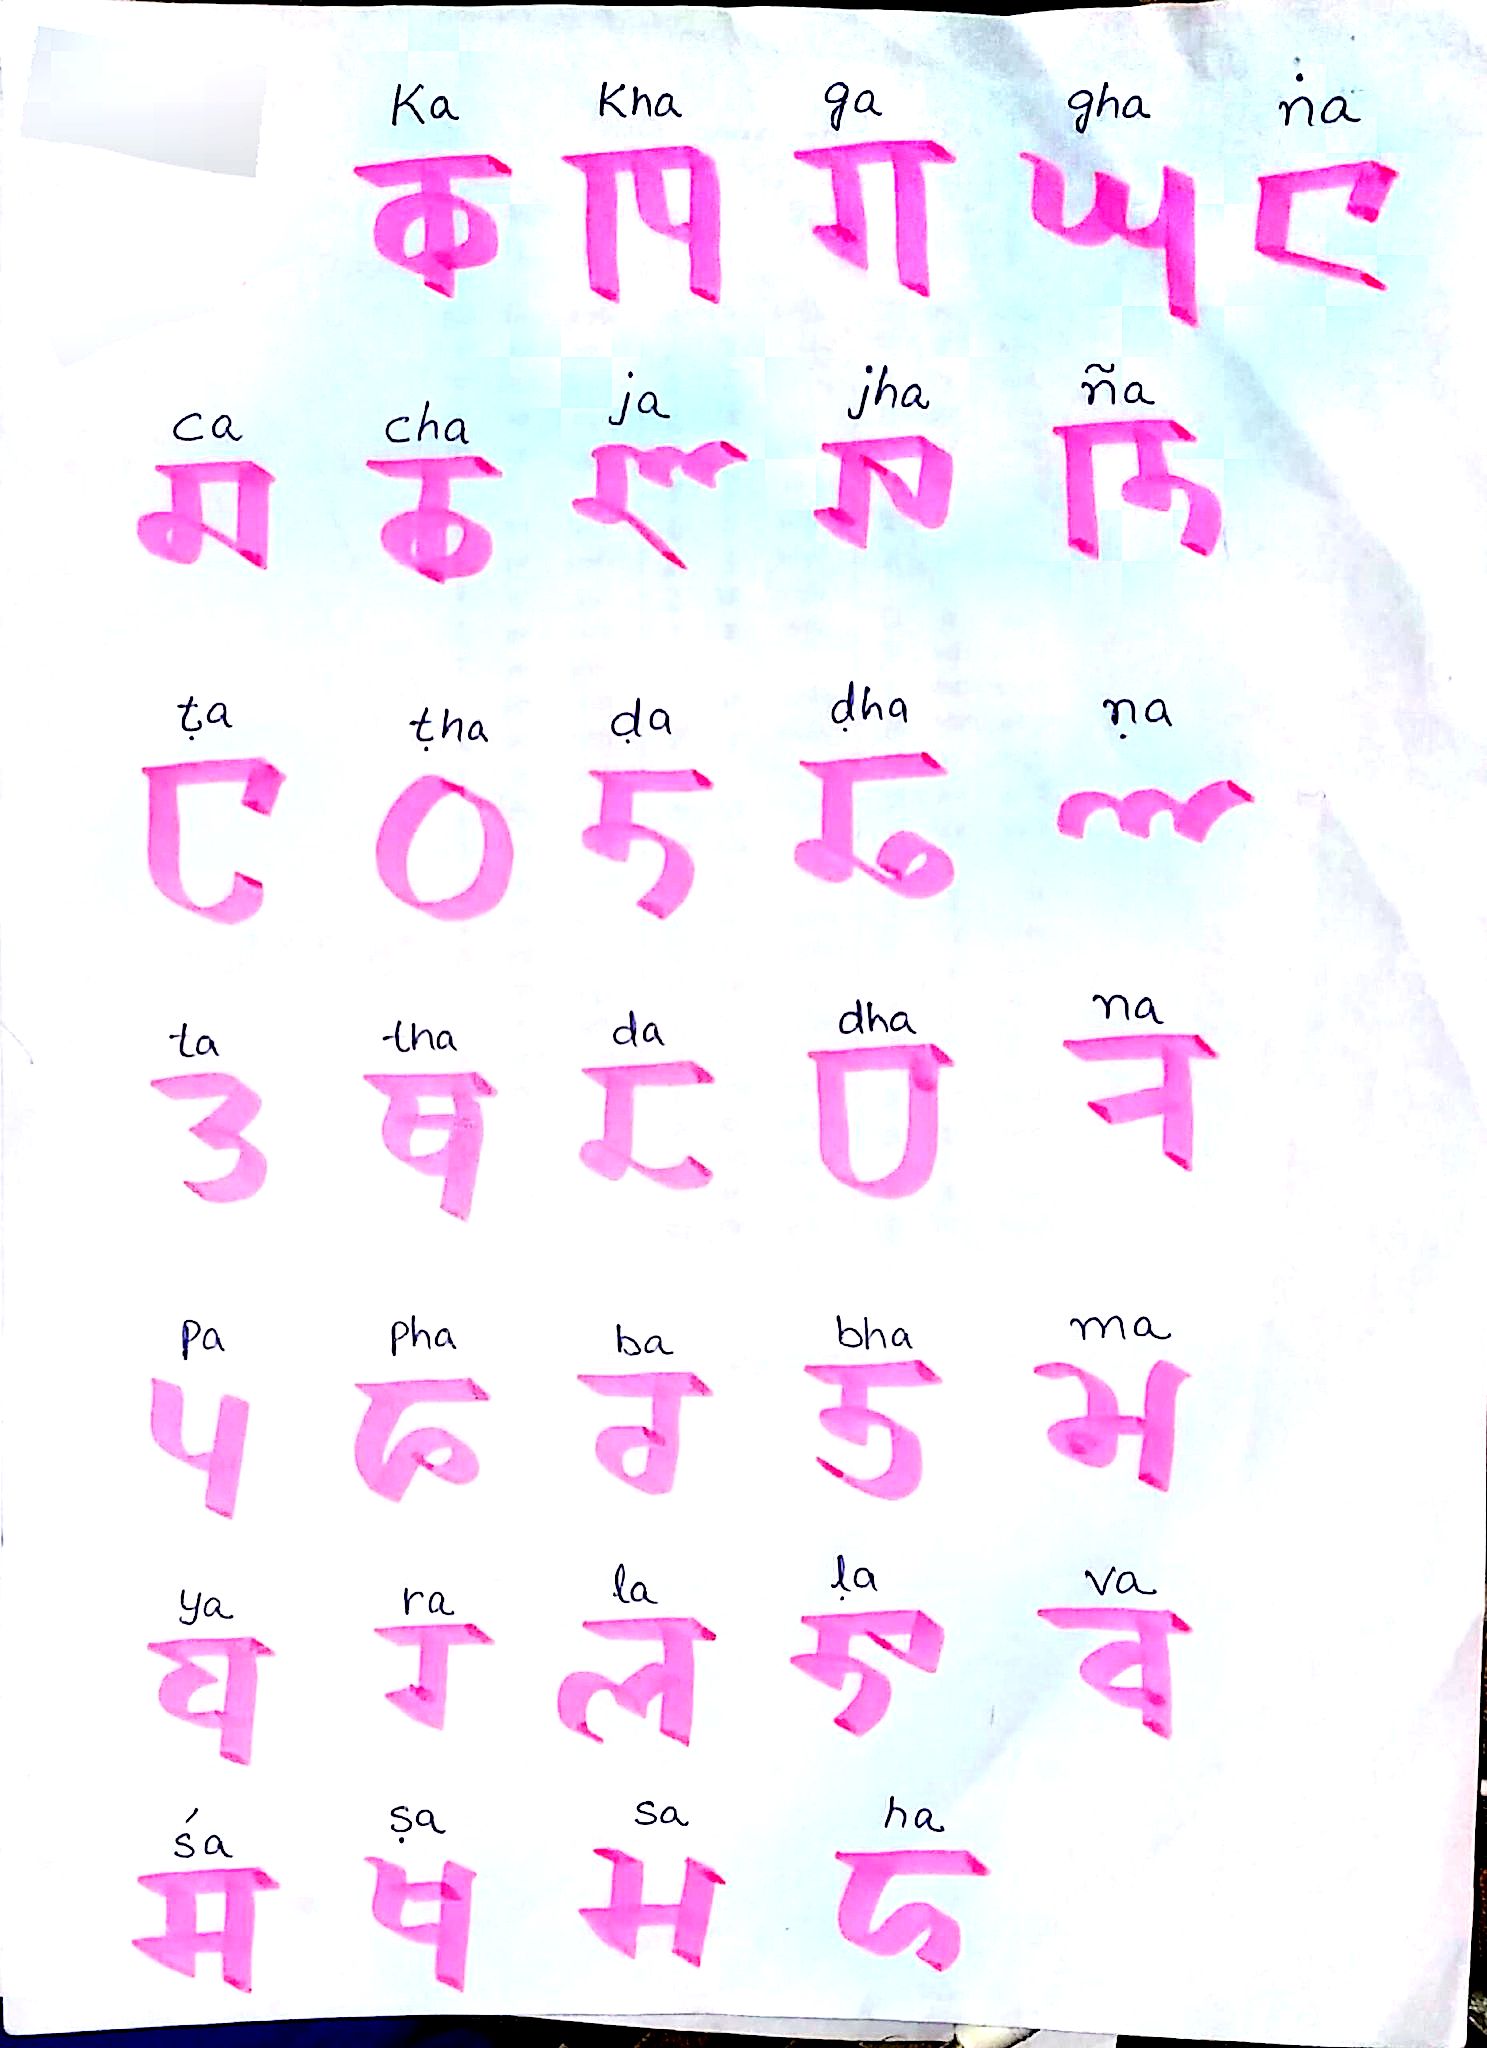 Ka kha ga gha ṅa
𑦮 𑦯 𑦰 𑦱 𑦲
ca cha ja jha ña
𑦳 𑦴 𑦵 𑦶 𑦷
ṭa ṭha ḍa ḍha ṇa
𑦸 𑦹 𑦺 𑦻 𑦼
ta tha da dha na
𑦽 𑦾 𑦿 𑧀 𑧁
pa pha ba bha ma
𑧂 𑧃 𑧄 𑧅 𑧆
ya ra la ḷa va
𑧇 𑧈 𑧉 𑧏 𑧊
śa ṣa sa ha
𑧋 𑧌 𑧍 𑧎